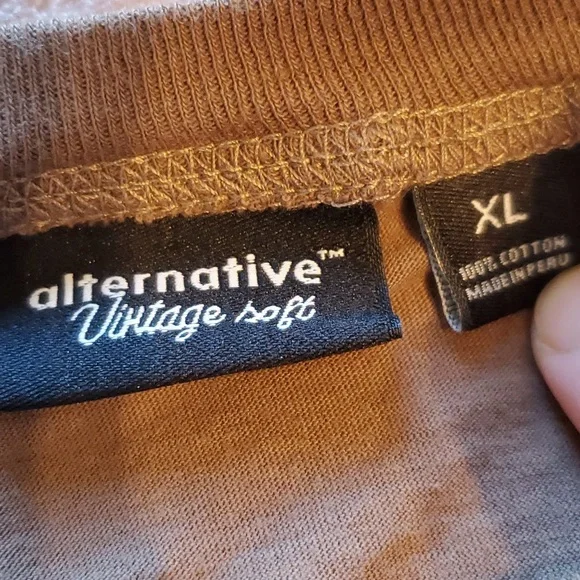 alternative™
Vintage soft
XL
100% COTTON
MADE IN PERU